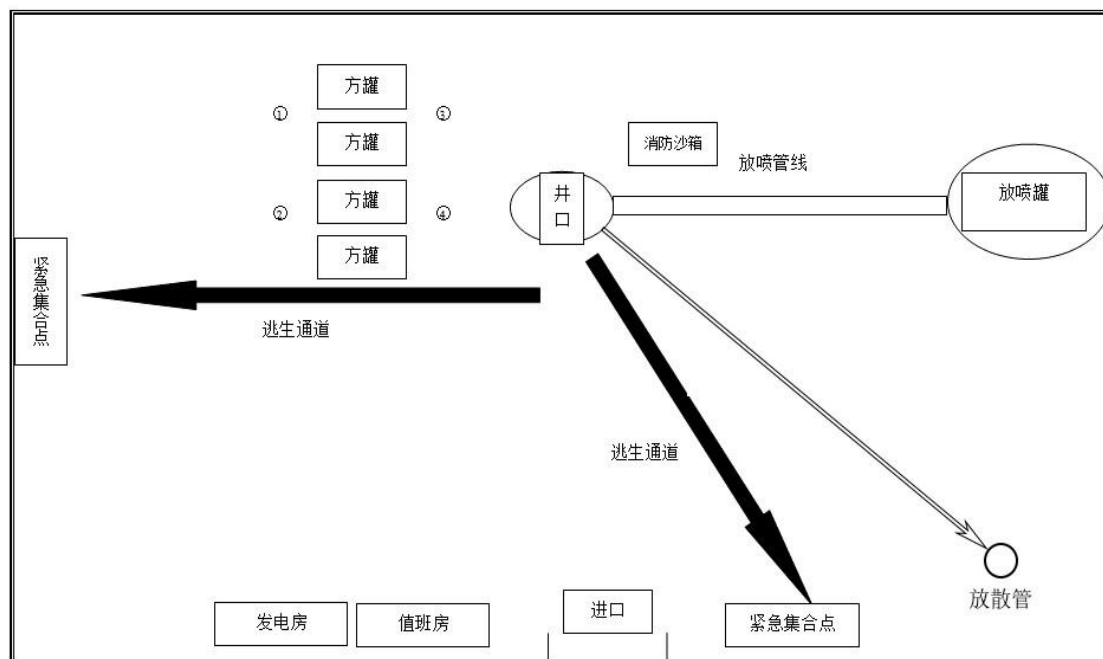 方罐
① ③
方罐
消防沙箱
放喷管线
方罐
井口
放喷罐
② ④
方罐
紧急集合点
逃生通道
逃生通道
放散管
发电房
值班房
进口
紧急集合点